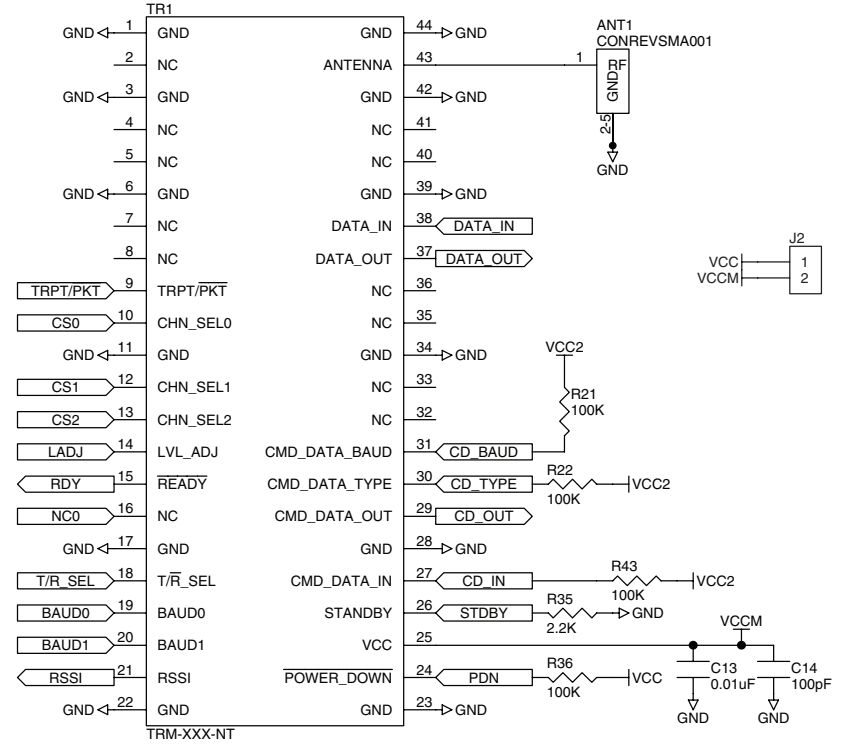 TR1
GND 1 GND GND 44 GND
2 NC ANTENNA 43
GND 3 GND GND 42 GND
4 NC NC 41
5 NC NC 40
GND 6 GND GND 39 GND
7 NC DATA_IN 38 DATA_IN
8 NC DATA_OUT 37 DATA_OUT
TRPT/PKT 9 TRPT/PKT NC 36
CS0 10 CHN_SEL0 NC 35
GND 11 GND GND 34 GND
CS1 12 CHN_SEL1 NC 33
CS2 13 CHN_SEL2 NC 32
LADJ 14 LVL_ADJ CMD_DATA_BAUD 31 CD_BAUD
RDY 15 READY CMD_DATA_TYPE 30 CD_TYPE
NC0 16 NC CMD_DATA_OUT 29 CD_OUT
GND 17 GND GND 28 GND
T/R_SEL 18 T/R_SEL CMD_DATA_IN 27 CD_IN
BAUD0 19 BAUD0 STANDBY 26 STDBY
BAUD1 20 BAUD1 VCC 25
RSSI 21 RSSI POWER_DOWN 24 PDN
GND 22 GND GND 23 GND
TRM-XXX-NT
ANT1
CONREVSMA001
1 RF
GND
2-5
GND
J2
VCC 1
VCCM 2
VCC2
R21
100K
R22
100K
VCC2
R43
100K
VCC2
R35
2.2K
GND
VCCM
R36
100K
VCC
C13
0.01uF
GND
C14
100pF
GND